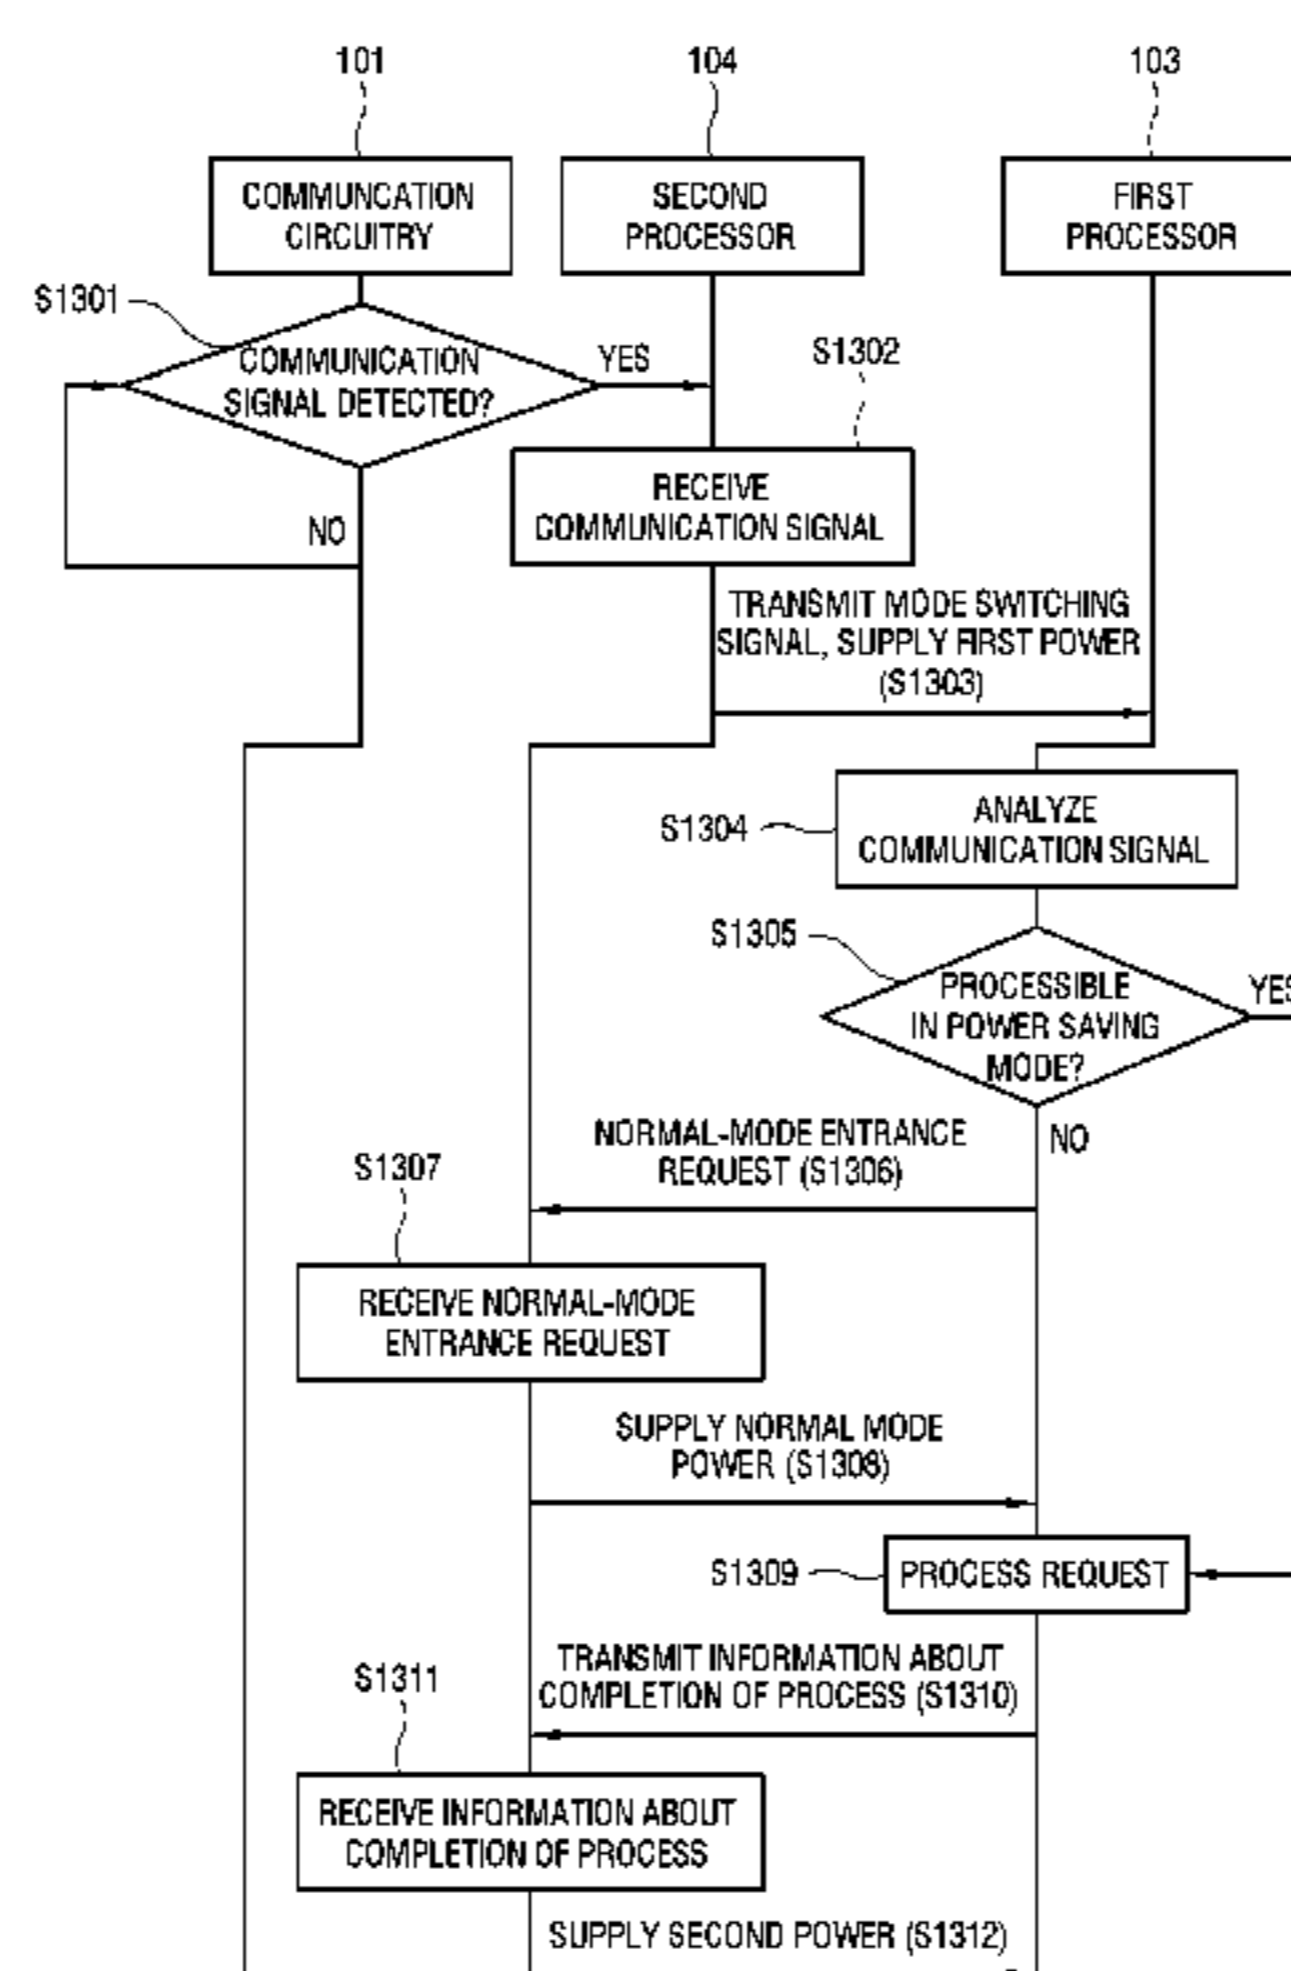 101
104
103
COMMUNCATION
CIRCUITRY
SECOND
PROCESSOR
FIRST
PROCESSOR
S1301
COMMUNICATION
SIGNAL DETECTED?
YES
NO
S1302
RECEIVE
COMMUNICATION SIGNAL
TRANSMIT MODE SWITCHING
SIGNAL, SUPPLY FIRST POWER
(S1303)
S1304
ANALYZE
COMMUNICATION SIGNAL
S1305
PROCESSIBLE
IN POWER SAVING
MODE?
YES
NO
NORMAL-MODE ENTRANCE
REQUEST (S1306)
S1307
RECEIVE NORMAL-MODE
ENTRANCE REQUEST
SUPPLY NORMAL MODE
POWER (S1308)
S1309
PROCESS REQUEST
TRANSMIT INFORMATION ABOUT
COMPLETION OF PROCESS (S1310)
S1311
RECEIVE INFORMATION ABOUT
COMPLETION OF PROCESS
SUPPLY SECOND POWER (S1312)